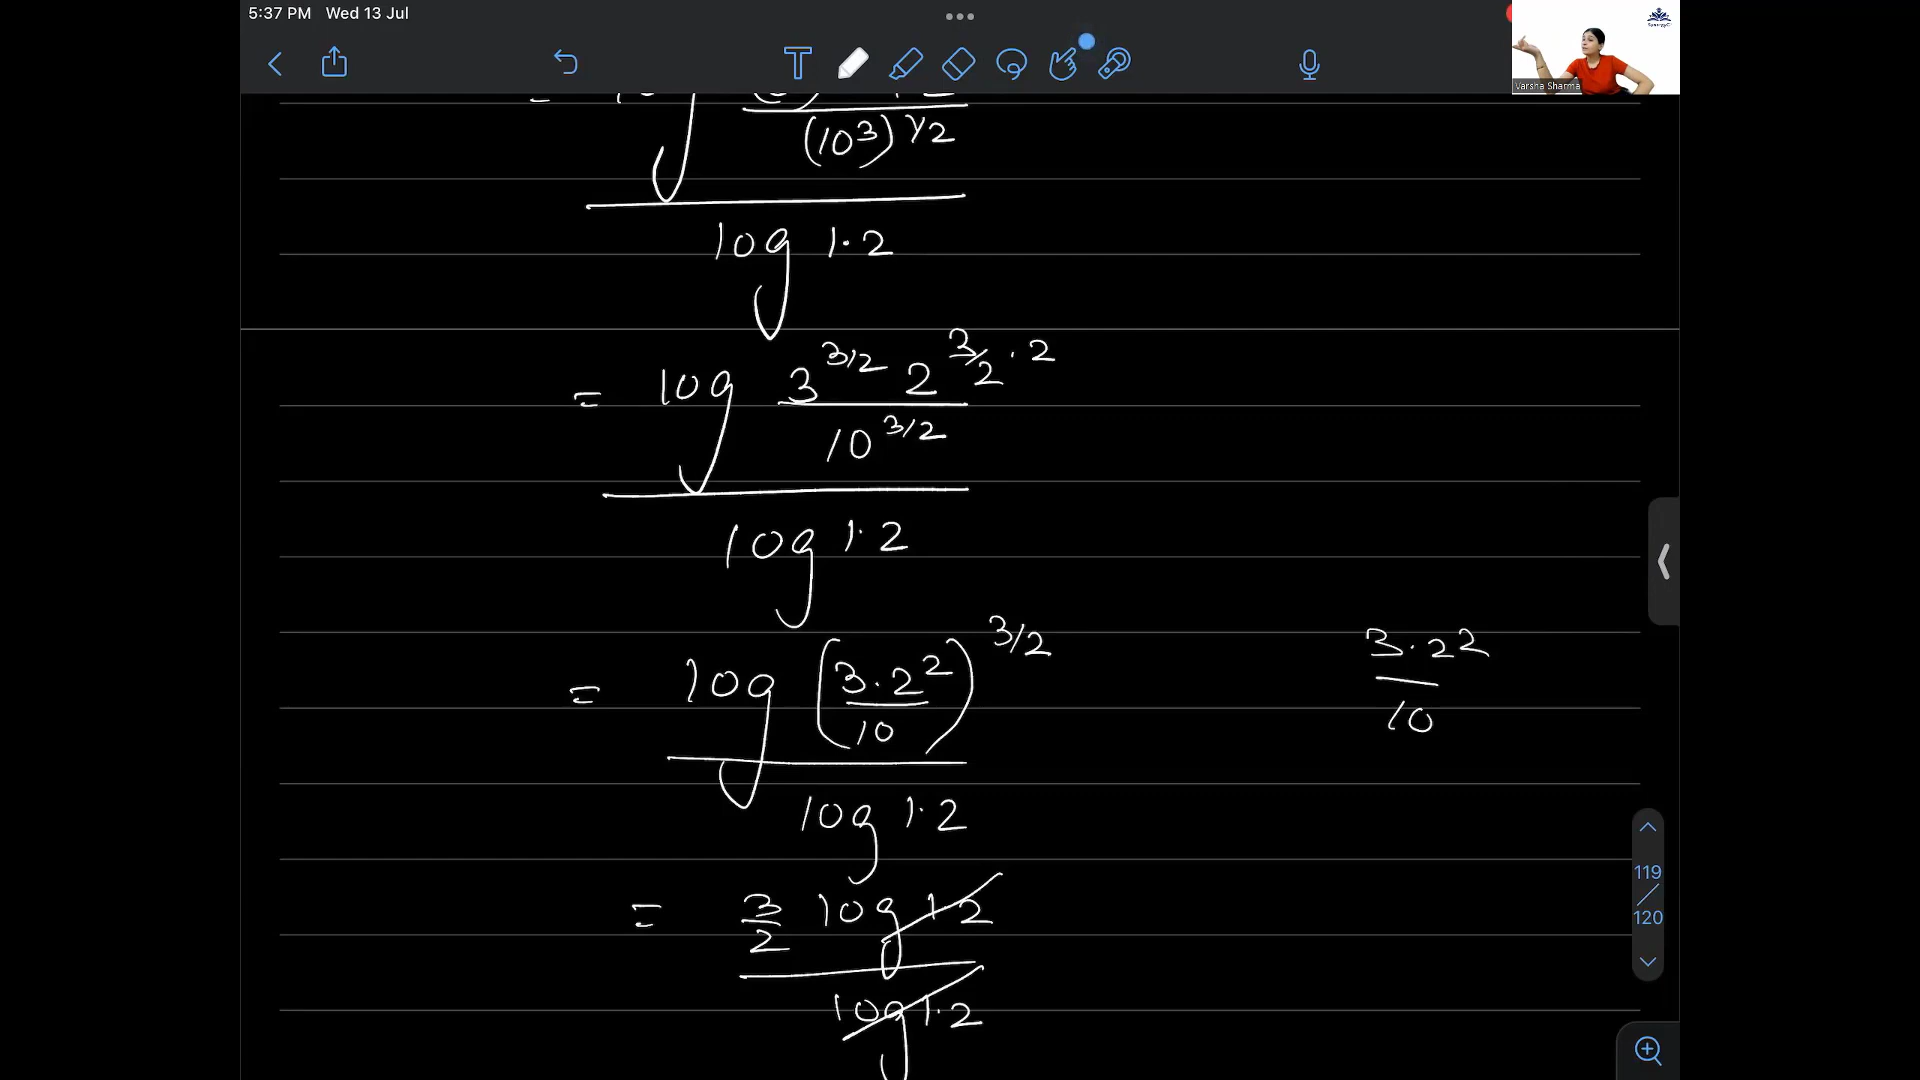 5:37 PM Wed 13 Jul
Varsha Sharma
(10³)^1/2
log 1.2
= log 3^3/2 2^3/2 · 2
10^3/2
log 1.2
= log (3·2²/10)^3/2
log 1.2
3·2²
10
= 3/2 log 1.2
log 1.2
119
120